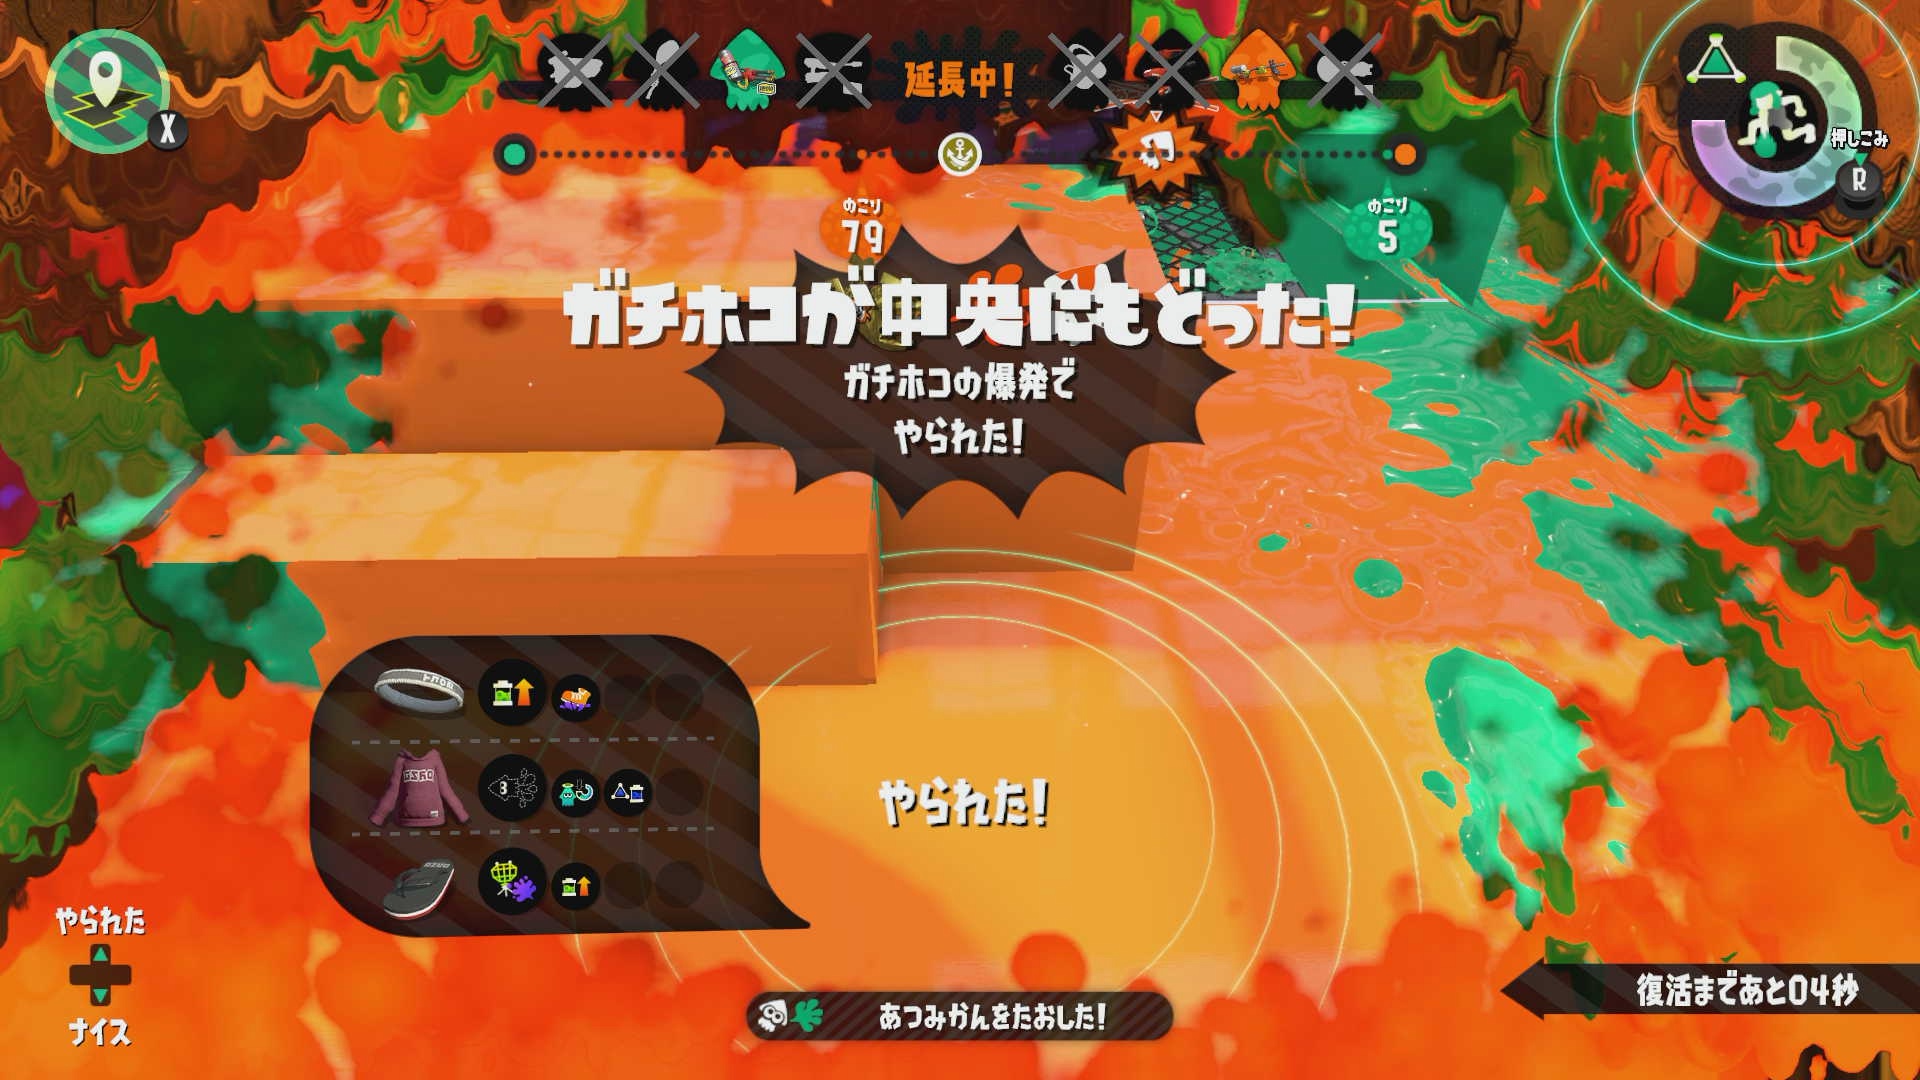 X
延長中!
押しこみ
R
のこり
79
のこり
5
ガチホコが中央にもどった!
ガチホコの爆発で
やられた!
やられた!
やられた
ナイス
復活まであと04秒
あつみかんをたおした!